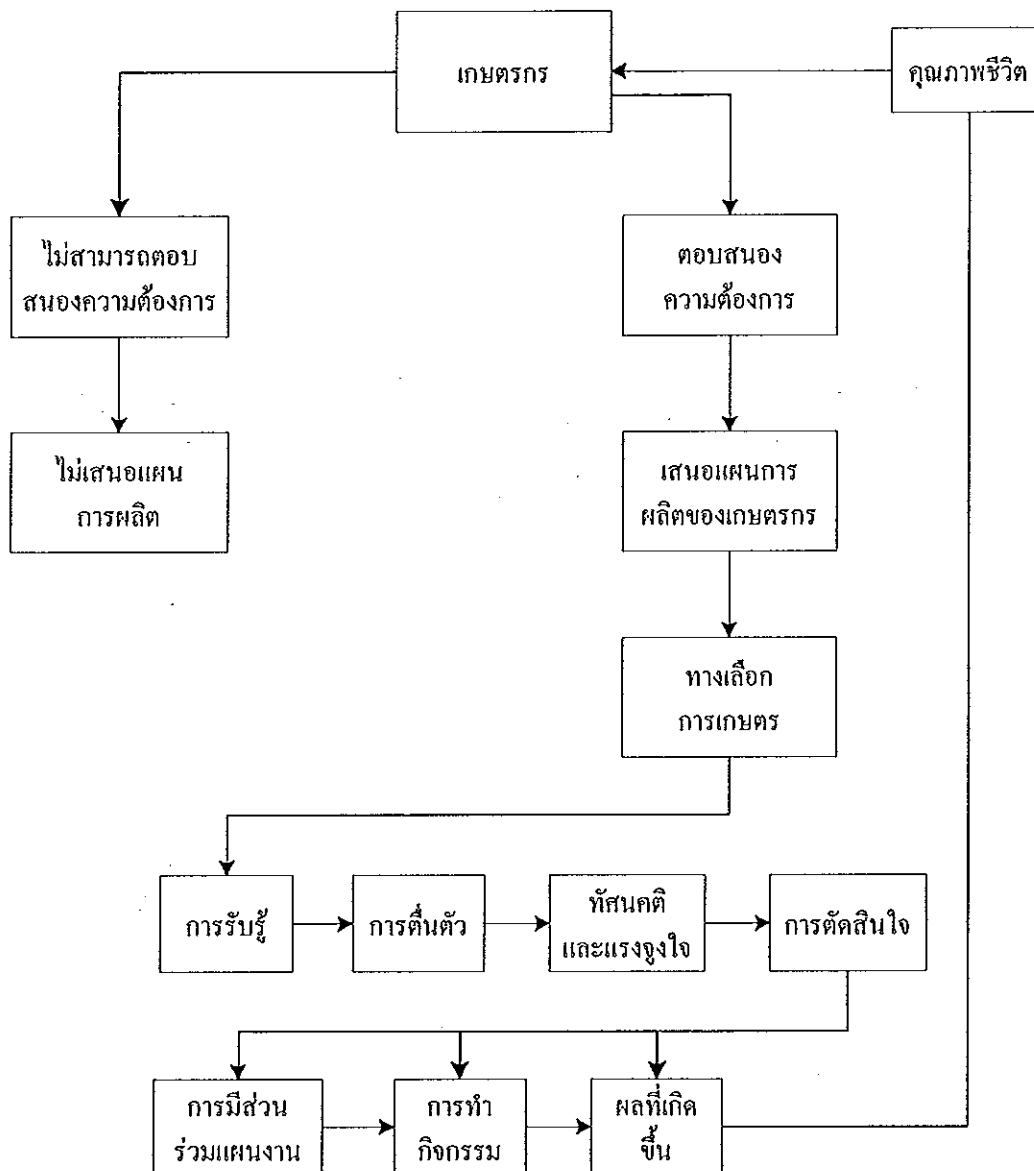 เกษตรกร
คุณภาพชีวิต
ไม่สามารถตอบ
สนองความต้องการ
ตอบสนอง
ความต้องการ
ไม่เสนอแผน
การผลิต
เสนอแผนการ
ผลิตของเกษตรกร
ทางเลือก
การเกษตร
การรับรู้
การตื่นตัว
ทัศนคติ
และแรงจูงใจ
การตัดสินใจ
การมีส่วน
ร่วมแผนงาน
การทำ
กิจกรรม
ผลที่เกิด
ขึ้น